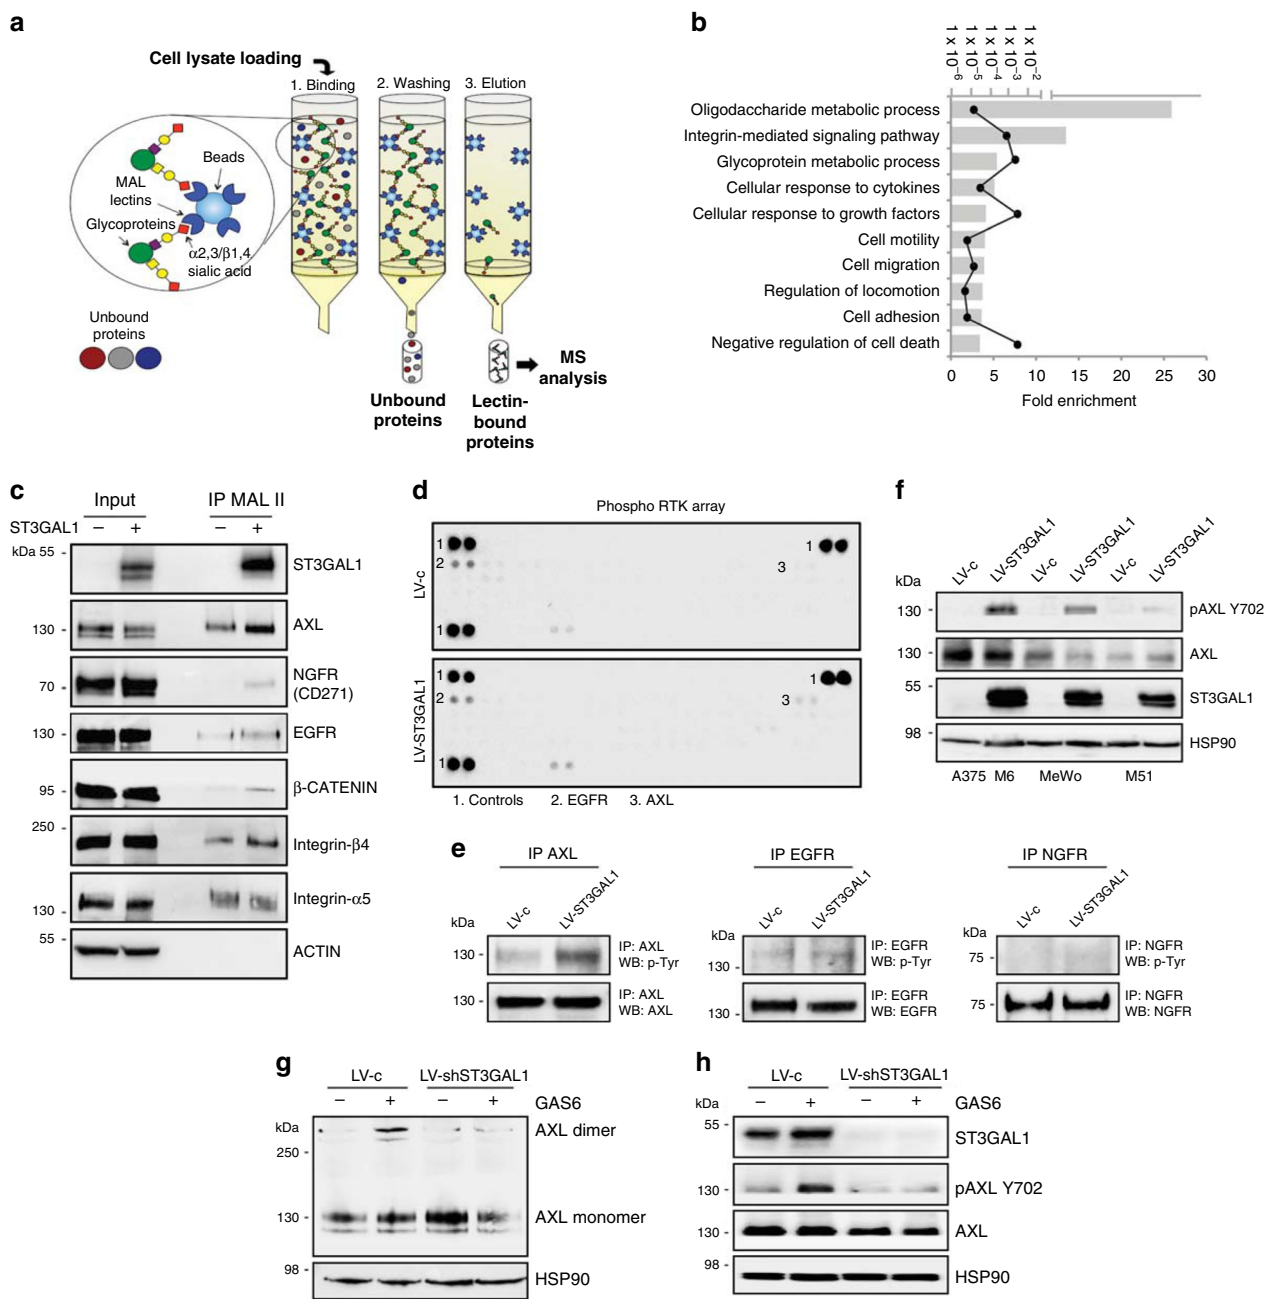 a
Cell lysate loading
1. Binding
2. Washing
3. Elution
Beads
MAL
lectins
Glycoproteins
α2,3/β1,4
sialic acid
Unbound
proteins
Unbound
proteins
Lectin-
bound
proteins
MS
analysis
b
1 x 10⁻⁶
1 x 10⁻⁵
1 x 10⁻⁴
1 x 10⁻³
1 x 10⁻²
Oligodaccharide metabolic process
Integrin-mediated signaling pathway
Glycoprotein metabolic process
Cellular response to cytokines
Cellular response to growth factors
Cell motility
Cell migration
Regulation of locomotion
Cell adhesion
Negative regulation of cell death
0 5 10 15 20 25 30
Fold enrichment
c
Input IP MAL II
ST3GAL1 – + – +
kDa 55 - ST3GAL1
130 - AXL
70 - NGFR
(CD271)
130 - EGFR
95 - β-CATENIN
250 - Integrin-β4
130 - Integrin-α5
55 - ACTIN
d
Phospho RTK array
LV-c
1
2
1
1
3
LV-ST3GAL1
1
2
1
1
3
1. Controls 2. EGFR 3. AXL
e
IP AXL
LV-c LV-ST3GAL1
kDa
130 - IP: AXL
WB: p-Tyr
130 - IP: AXL
WB: AXL
IP EGFR
LV-c LV-ST3GAL1
kDa
130 - IP: EGFR
WB: p-Tyr
130 - IP: EGFR
WB: EGFR
IP NGFR
LV-c LV-ST3GAL1
kDa
75 - IP: NGFR
WB: p-Tyr
75 - IP: NGFR
WB: NGFR
f
LV-c LV-ST3GAL1 LV-c LV-ST3GAL1 LV-c LV-ST3GAL1
kDa
130 - pAXL Y702
130 - AXL
55 - ST3GAL1
98 - HSP90
A375 M6 MeWo M51
g
LV-c LV-shST3GAL1
– + – + GAS6
kDa
AXL dimer
250 -
130 - AXL monomer
98 - HSP90
h
LV-c LV-shST3GAL1
kDa – + – + GAS6
55 - ST3GAL1
130 - pAXL Y702
130 - AXL
98 - HSP90